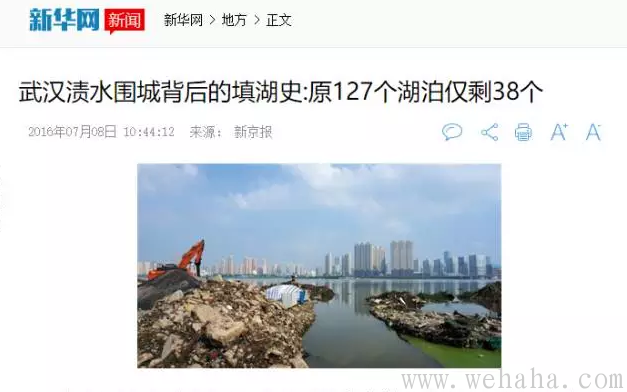 新华网 新闻 新华网 > 地方 > 正文
武汉渍水围城背后的填湖史:原127个湖泊仅剩38个
2016年07月08日 10:44:12 来源： 新京报
A+ A-
www.wehaha.com